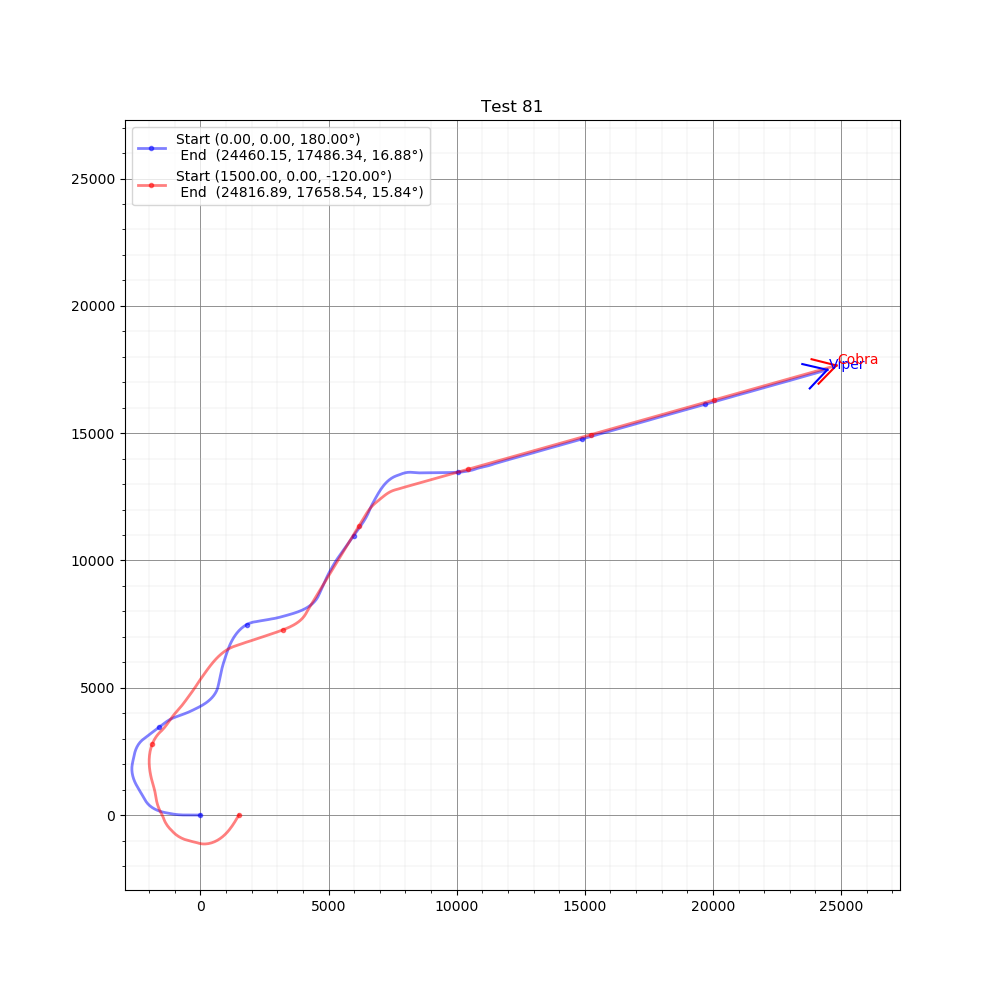 Test 81
Start (0.00, 0.00, 180.00°)
End (24460.15, 17486.34, 16.88°)
Start (1500.00, 0.00, -120.00°)
End (24816.89, 17658.54, 15.84°)
25000
20000
15000
10000
5000
0
Cobra
Viper
0 5000 10000 15000 20000 25000